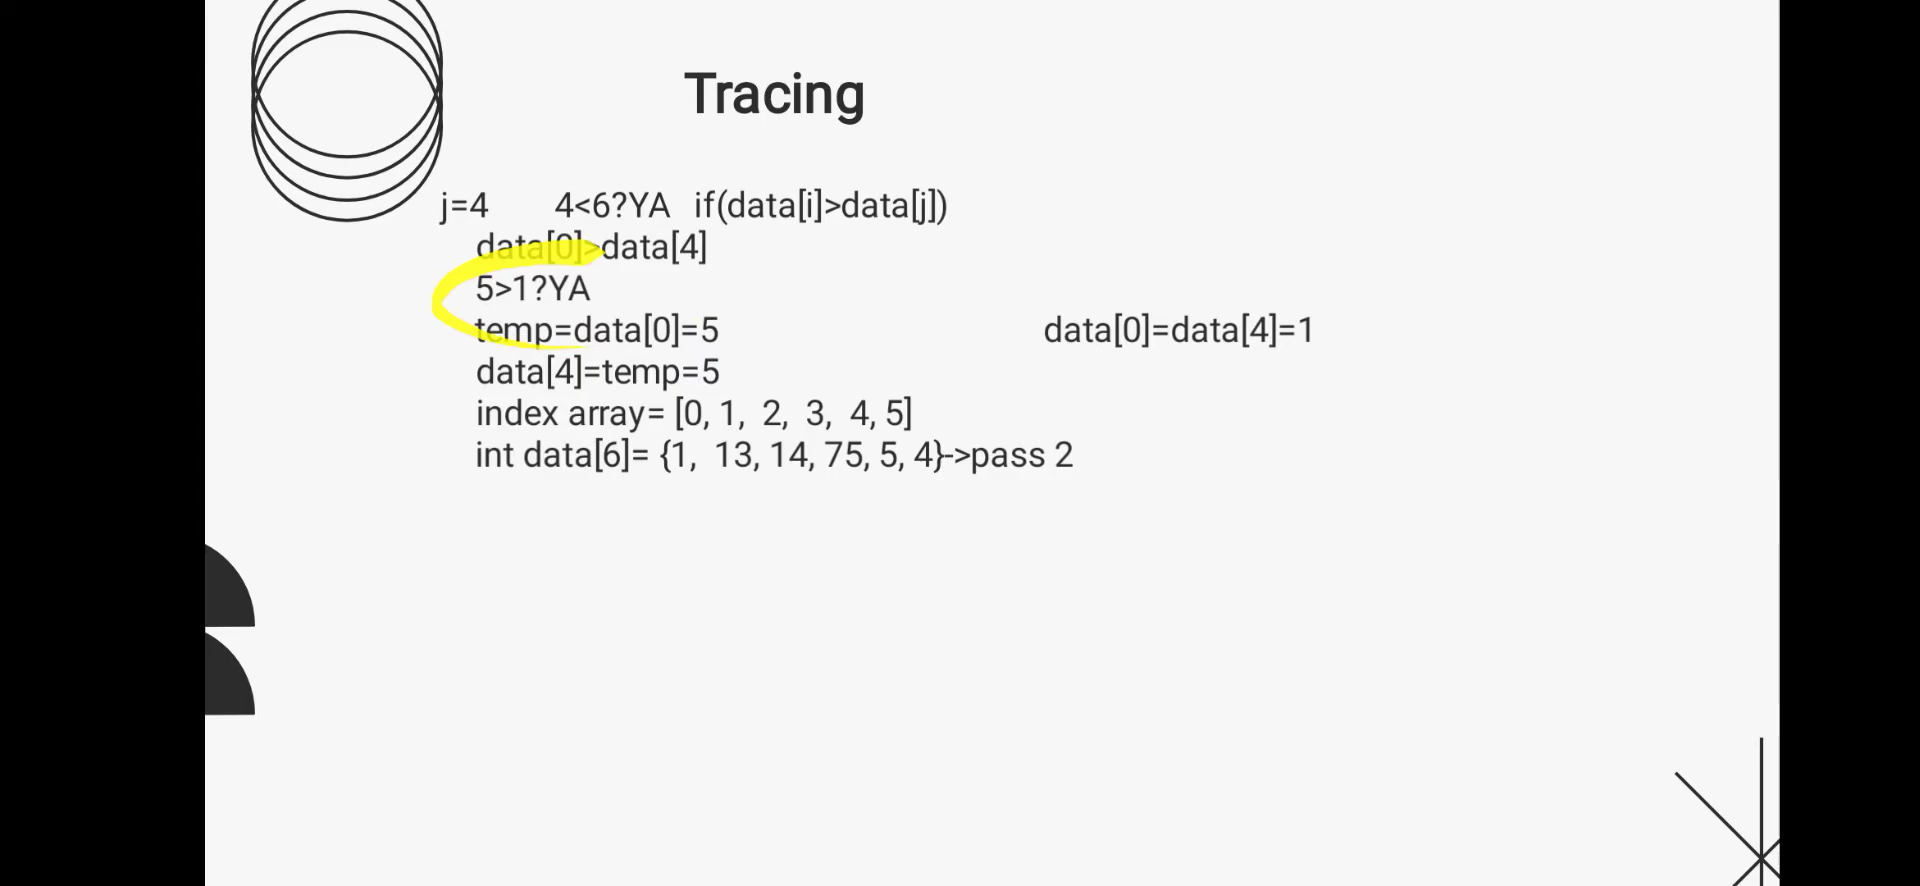 Tracing
j=4 4<6?YA if(data[i]>data[j])
data[0]>data[4]
5>1?YA
temp=data[0]=5 data[0]=data[4]=1
data[4]=temp=5
index array= [0, 1, 2, 3, 4, 5]
int data[6]= {1, 13, 14, 75, 5, 4}->pass 2